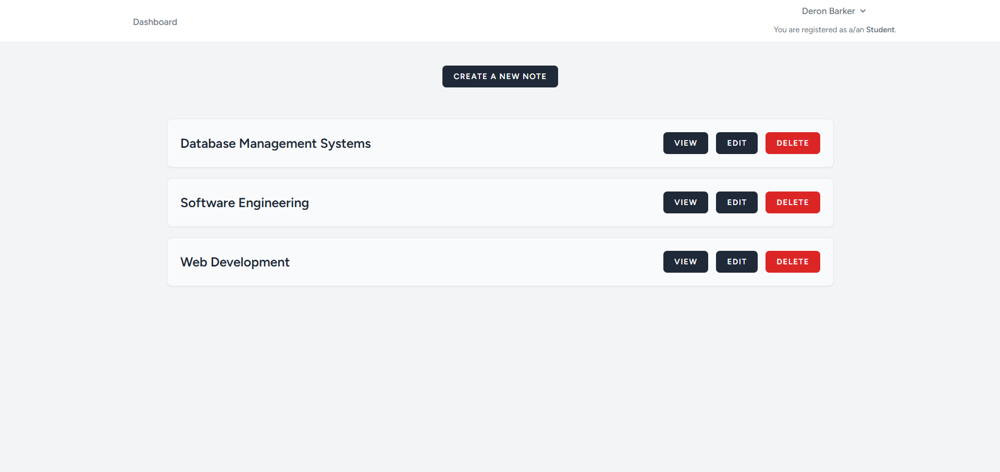 Dashboard
Deron Barker
You are registered as a/an Student.
CREATE A NEW NOTE
Database Management Systems
VIEW EDIT DELETE
Software Engineering
VIEW EDIT DELETE
Web Development
VIEW EDIT DELETE